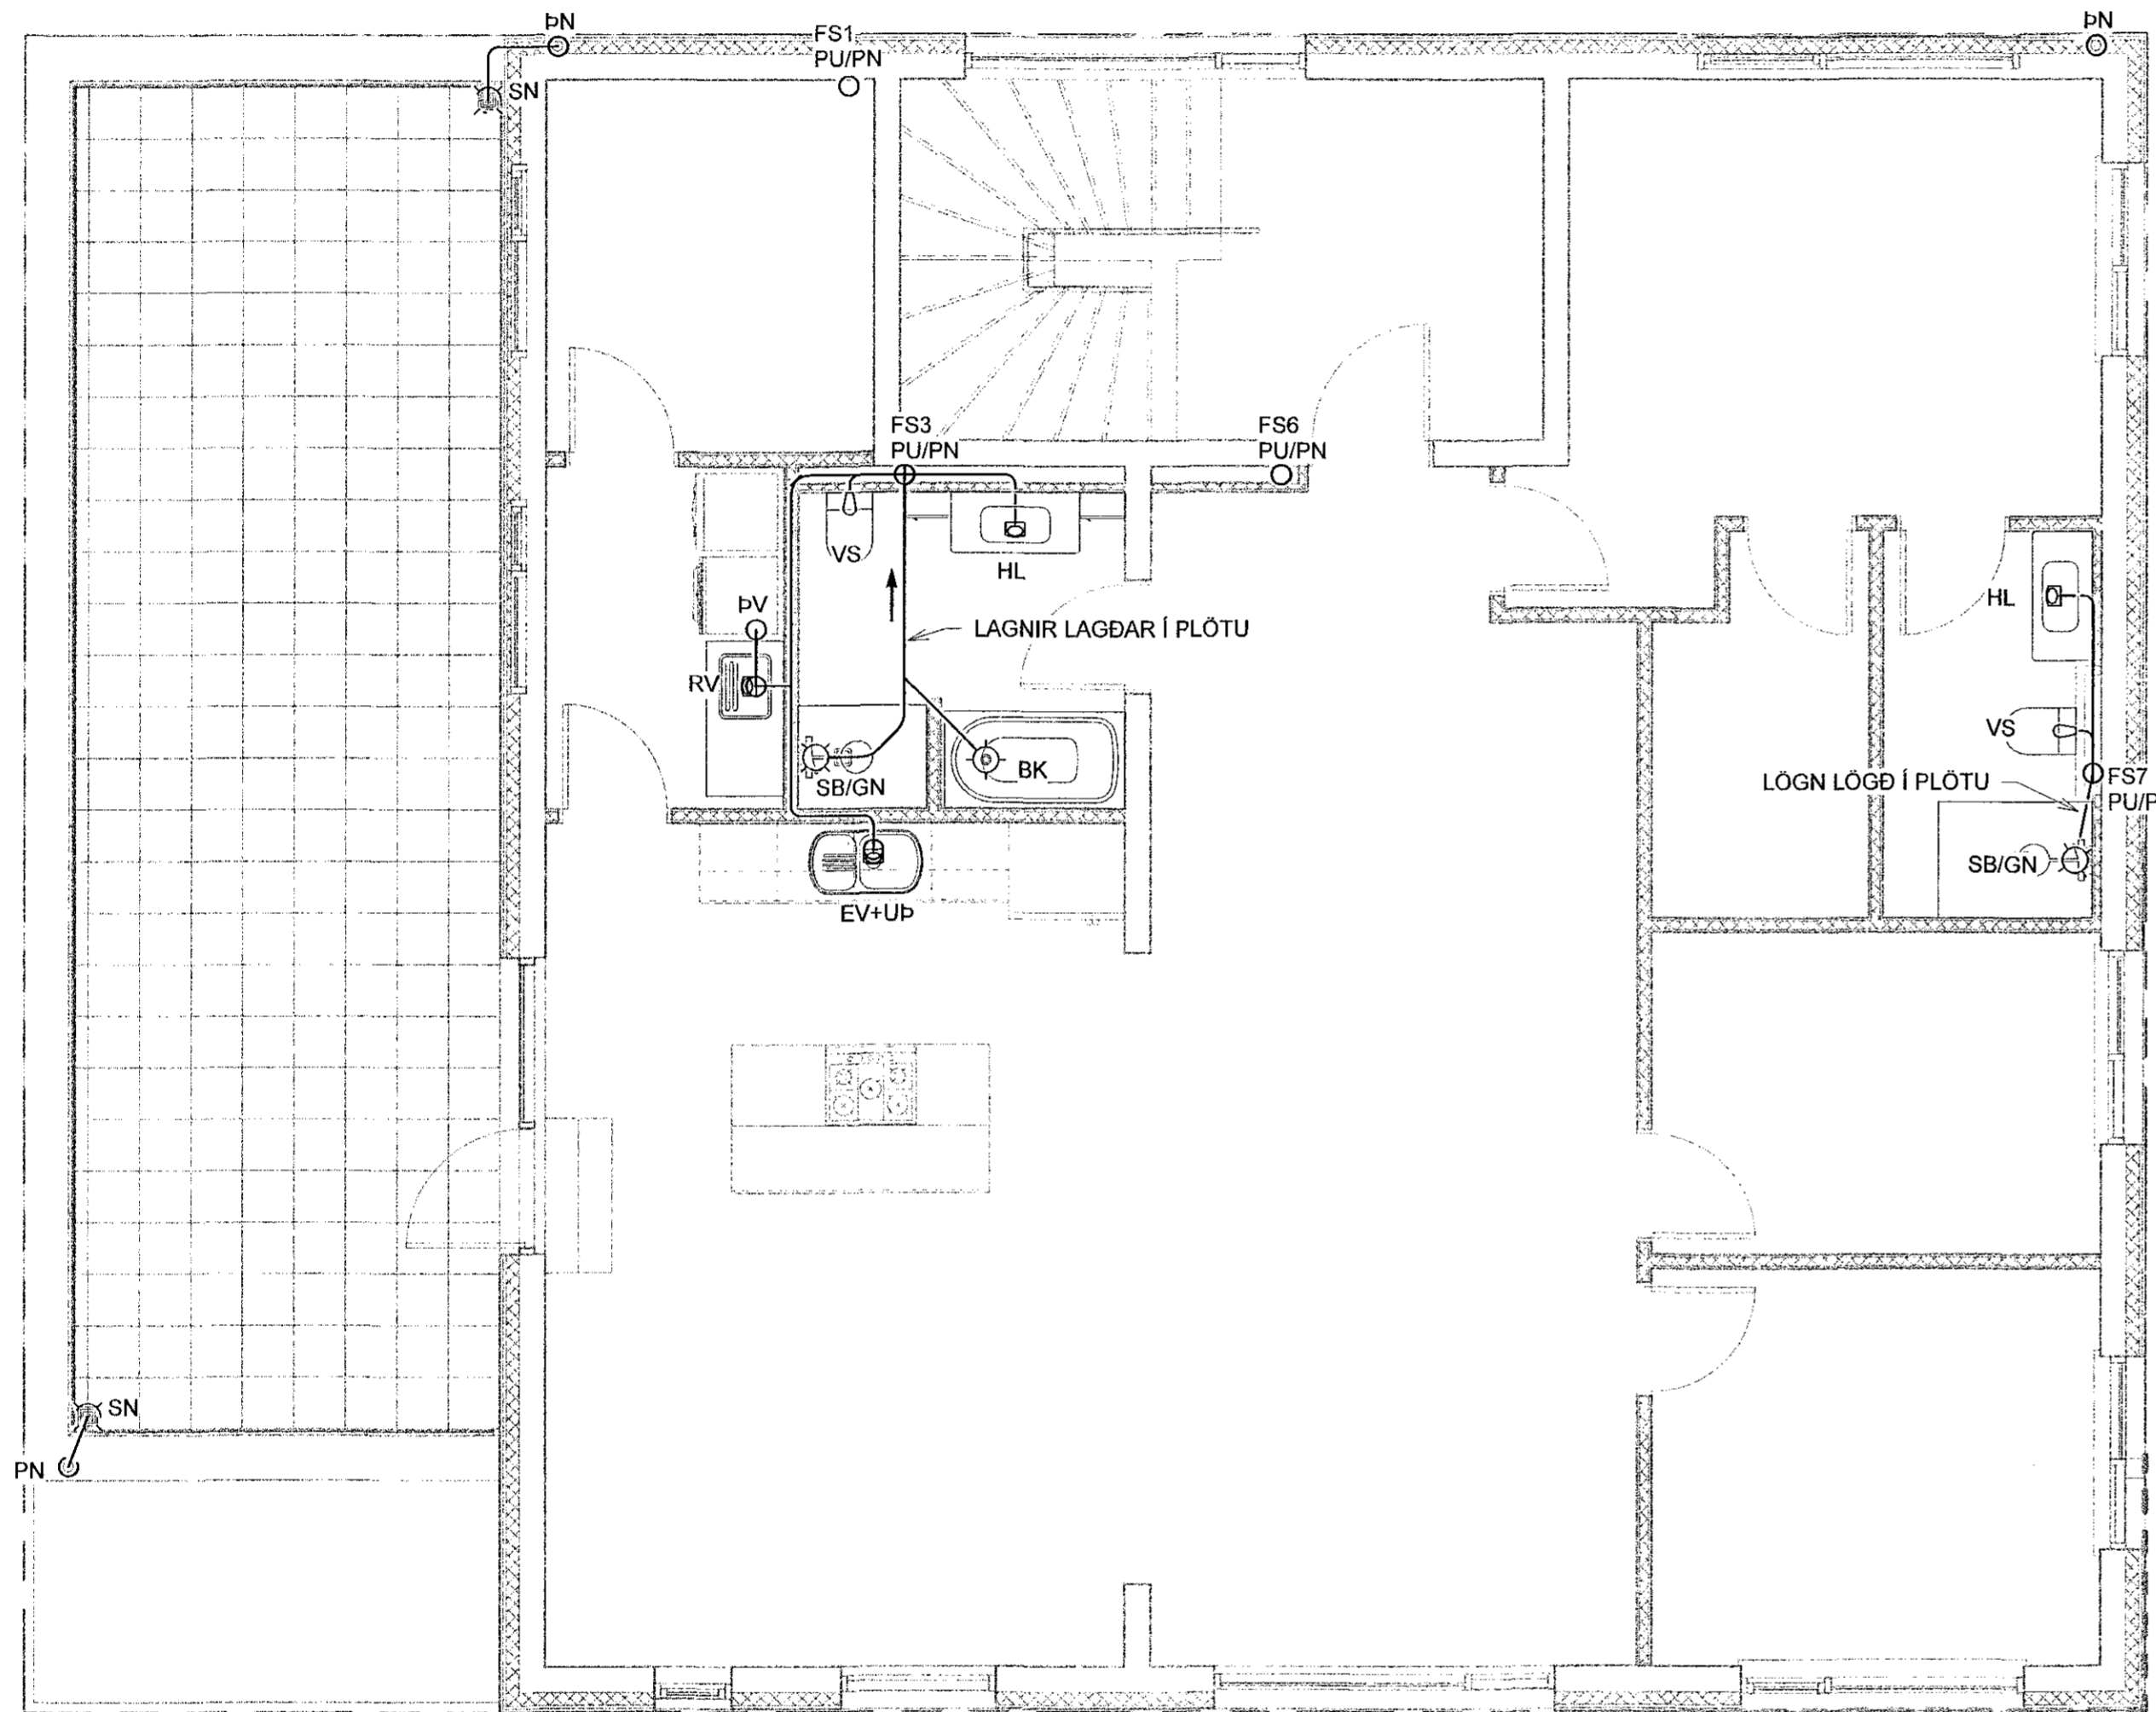 ÞN
FS1
PU/PN
ÞN
SN
FS3
PU/PN
FS6
PU/PN
VS
HL
HL
ÞV
LAGNIR LAGÐAR Í PLÖTU
RV
VS
BK
SB/GN
LÖGN LÖGÐ Í PLÖTU
FS7
PU/P
SB/GN
EV+UÞ
SN
PN